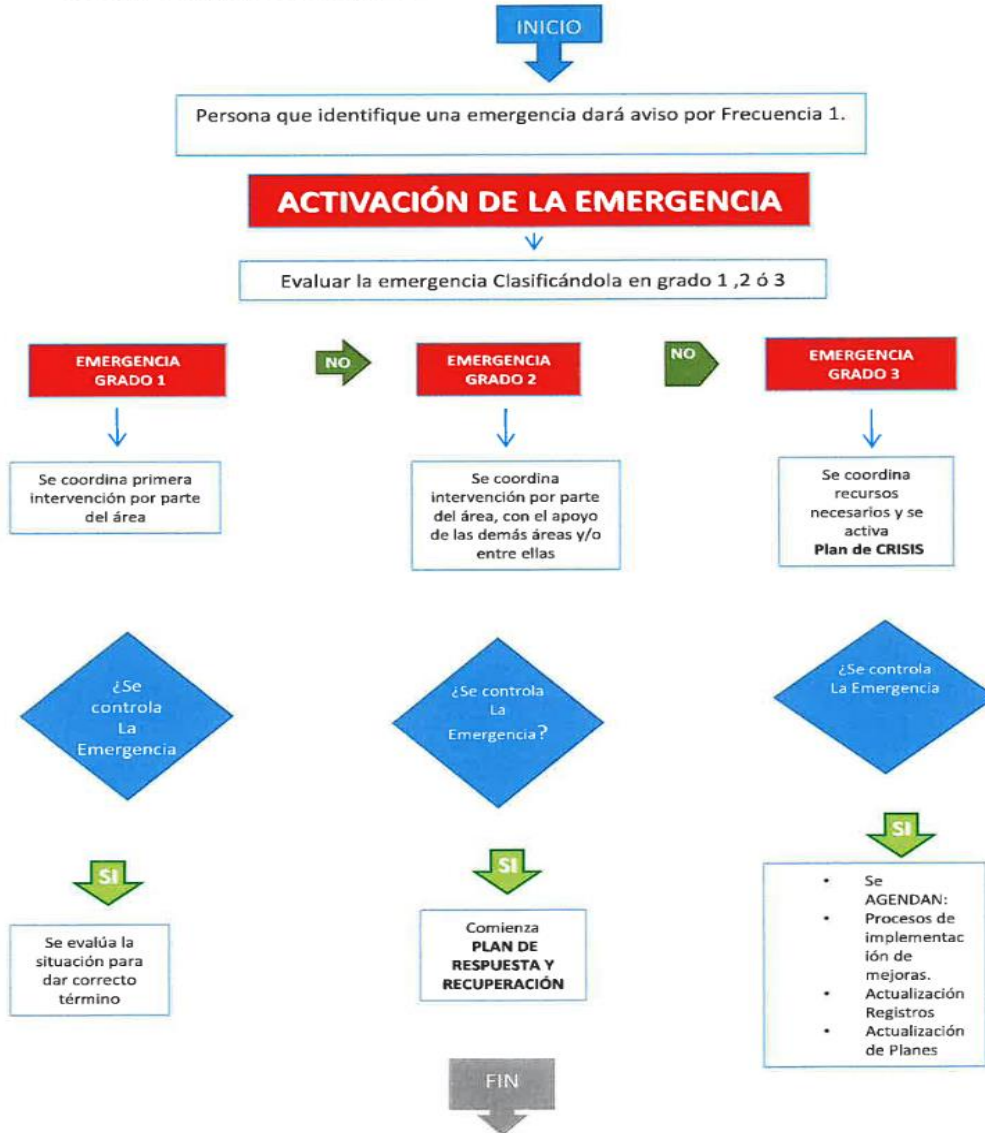 INICIO
Persona que identifique una emergencia dará aviso por Frecuencia 1.
ACTIVACIÓN DE LA EMERGENCIA
Evaluar la emergencia Clasificándola en grado 1 ,2 ó 3
EMERGENCIA
GRADO 1
NO
EMERGENCIA
GRADO 2
NO
EMERGENCIA
GRADO 3
Se coordina primera
intervención por parte
del área
Se coordina
intervención por parte
del área, con el apoyo
de las demás áreas y/o
entre ellas
Se coordina
recursos
necesarios y se
activa
Plan de CRISIS
¿Se
controla
La
Emergencia
¿Se controla
La
Emergencia?
¿Se controla
La Emergencia
SI
SI
SI
Se evalúa la
situación para
dar correcto
término
Comienza
PLAN DE
RESPUESTA Y
RECUPERACIÓN
• Se
AGENDAN:
• Procesos de
implementac
ión de
mejoras.
• Actualización
Registros
• Actualización
de Planes
FIN